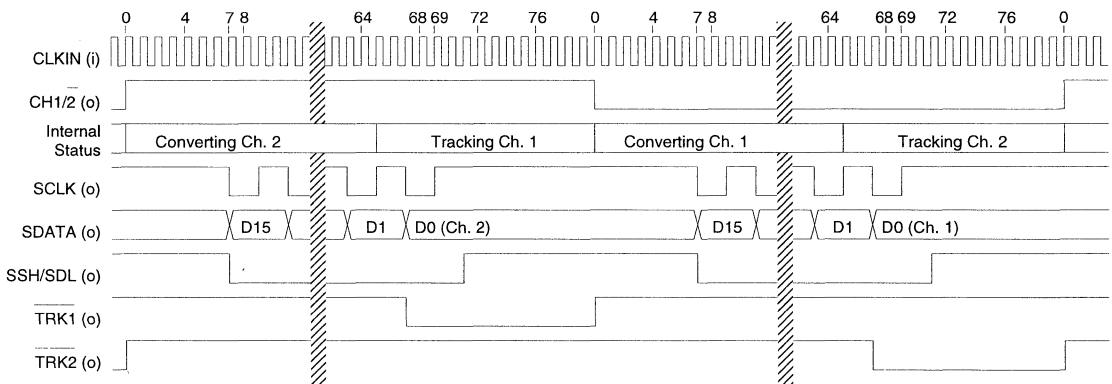 0 4 7 8 64 68 69 72 76 0 4 7 8 64 68 69 72 76 0
CLKIN (i)
CH1/2̅ (o)
Internal Status
Converting Ch. 2 Tracking Ch. 1 Converting Ch. 1 Tracking Ch. 2
SCLK (o)
SDATA (o) D15 D1 D0 (Ch. 2) D15 D1 D0 (Ch. 1)
SSH/SDL (o)
T̅R̅K̅1̅ (o)
T̅R̅K̅2̅ (o)